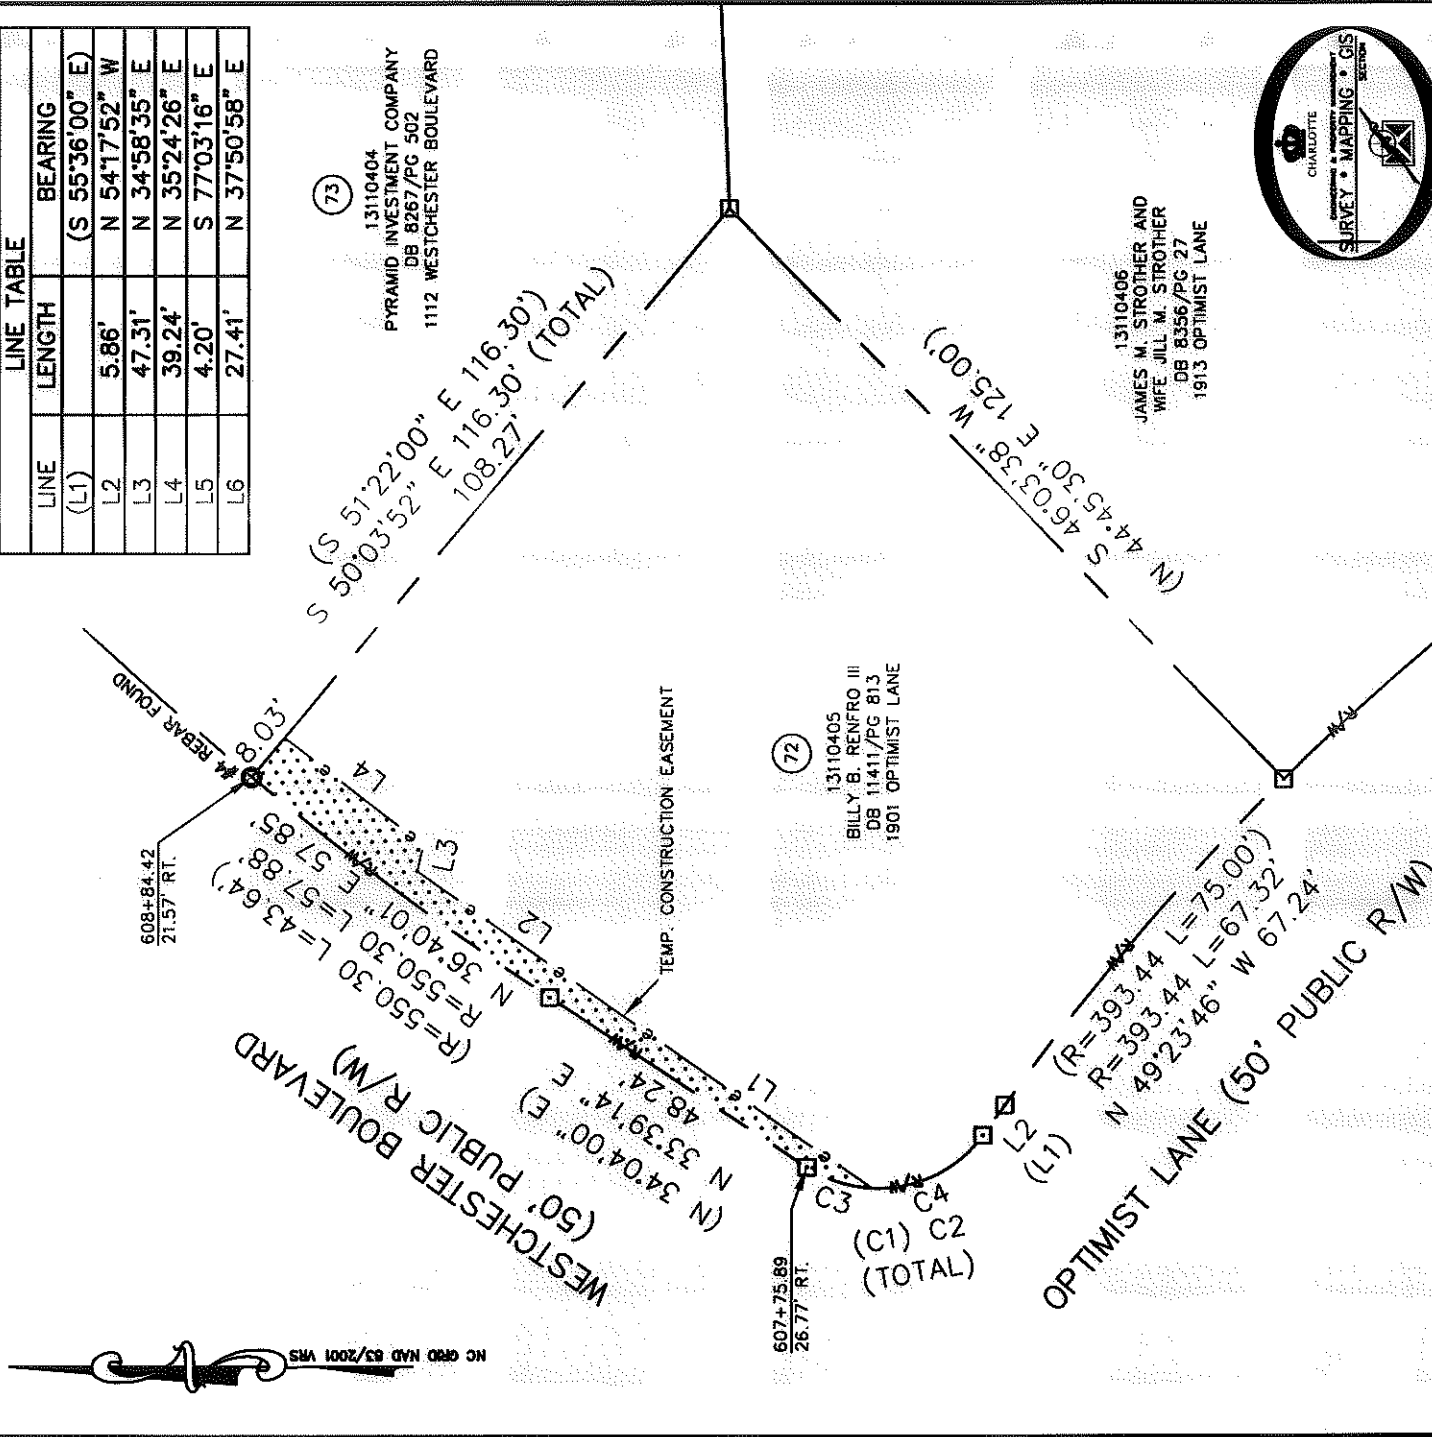 LINE TABLE
LINE LENGTH BEARING
(L1) (S 55°36'00" E)
L2 5.86' N 54°17'52" W
L3 47.31' N 34°58'35" E
L4 39.24' N 35°24'26" E
L5 4.20' S 77°03'16" E
L6 27.41' N 37°50'58" E
73
13110404
PYRAMID INVESTMENT COMPANY
DB 8267/PG 502
1112 WESTCHESTER BOULEVARD
(S 51°22'00" E 116.30')
S 50°03'52" E 116.30' (TOTAL)
108.27'
#4 REBAR FOUND
8.03'
608+84.42
21.57' RT.
L4
L3
L2
L1
R/W
(R=550.30 L=43.64')
R=550.30 L=57.88'
N 36°40'01" E 57.85'
TEMP. CONSTRUCTION EASEMENT
72
13110405
BILLY B. RENFRO III
DB 11411/PG 813
1901 OPTIMIST LANE
S 46°03'38" W
(N 44°45'30" E 125.00')
13110406
JAMES M. STROTHER AND
WIFE JILL M. STROTHER
DB 8356/PG 27
1913 OPTIMIST LANE
CHARLOTTE
ENGINEERING & PROPERTY MANAGEMENT
SURVEY • MAPPING • GIS
SECTION
WESTCHESTER BOULEVARD
(50' PUBLIC R/W)
(N 34°04'00" E)
N 33°39'14" E
48.24'
R/W
607+75.89
26.77' RT.
C3
R/W
C4
(C1) C2
(TOTAL)
L2
(L1)
R/W
(R=393.44 L=75.00')
R=393.44 L=67.32'
N 49°23'46" W 67.24'
OPTIMIST LANE (50' PUBLIC R/W)
R/W
NC GRID NAD 83/2001 VRS
e
e
e
e
e
e
e